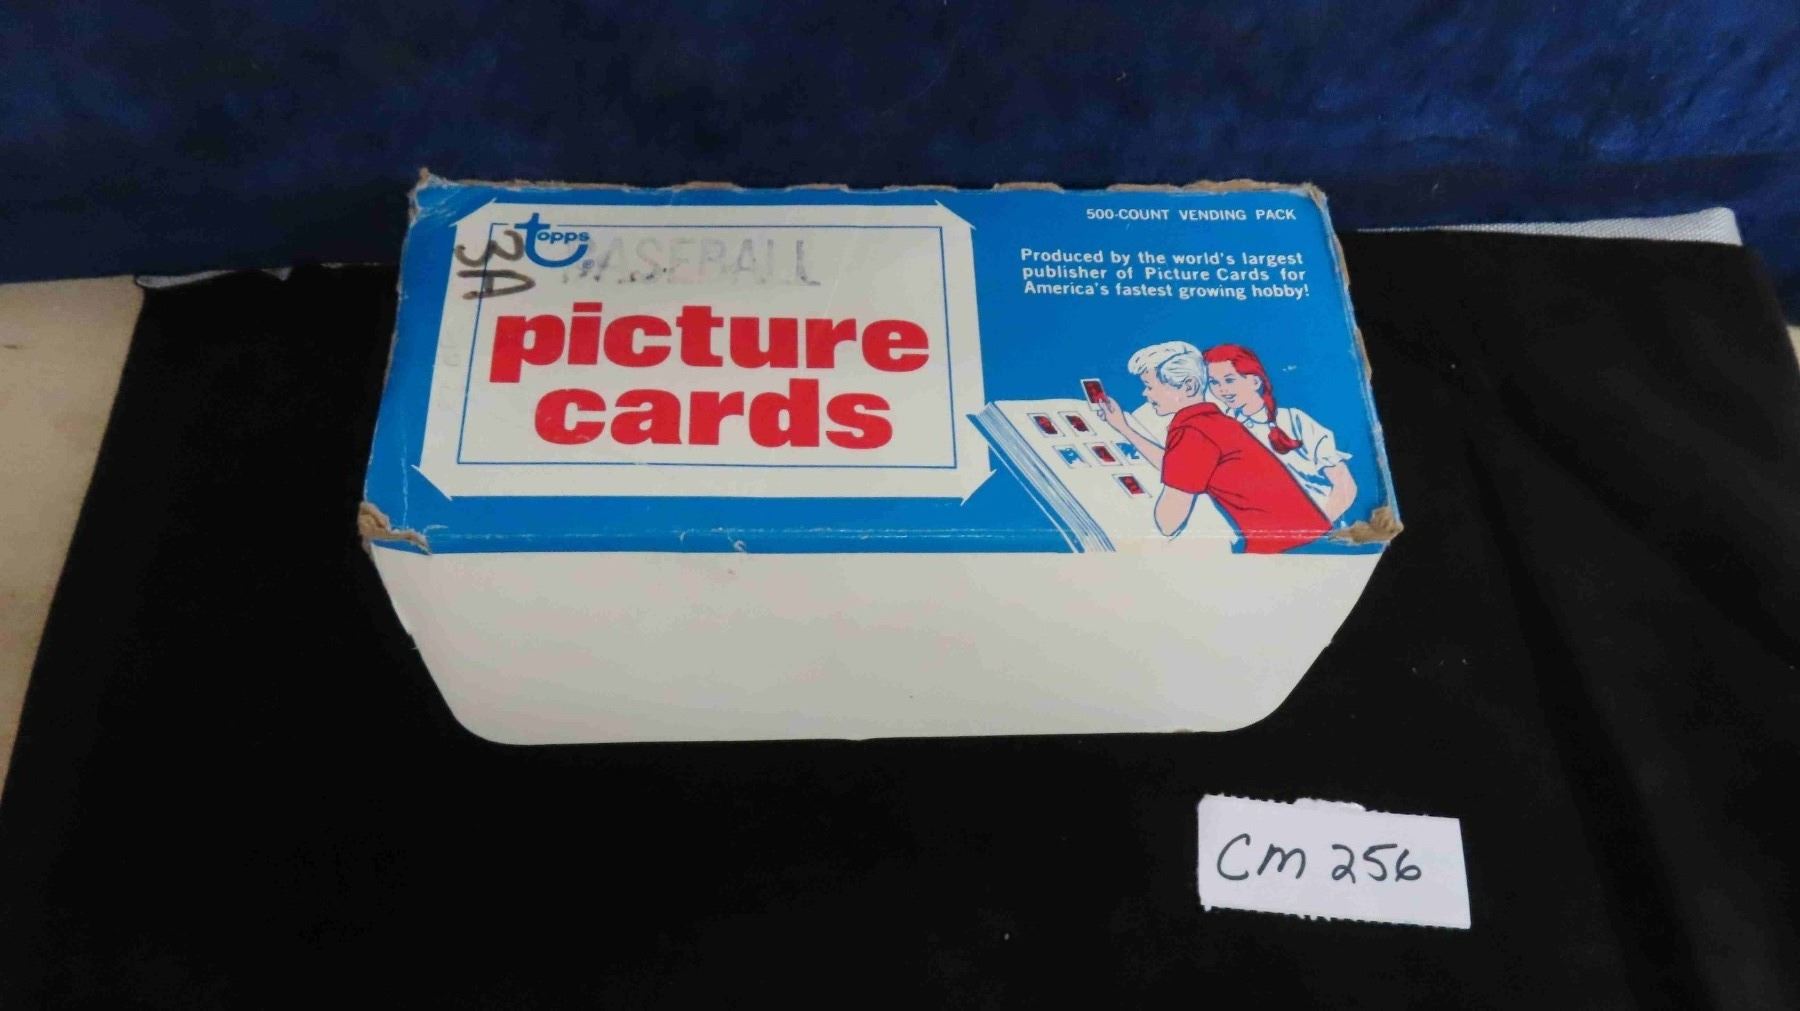 3A
topps
BASEBALL
picture
cards
500-COUNT VENDING PACK
Produced by the world's largest
publisher of Picture Cards for
America's fastest growing hobby!
CM 256